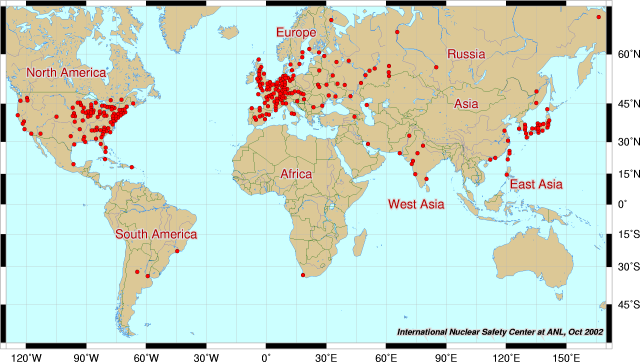 Europe
60°N
Russia
North America
Asia
45°N
30°N
Africa
East Asia
15°N
West Asia
0°
South America
15°S
30°S
45°S
International Nuclear Safety Center at ANL, Oct 2002
120°W 90°W 60°W 30°W 0° 30°E 60°E 90°E 120°E 150°E